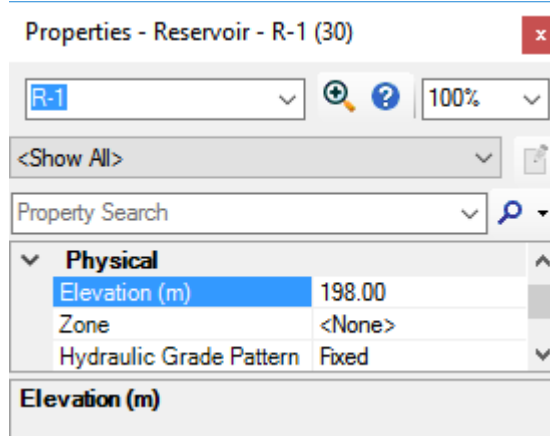 Properties - Reservoir - R-1 (30)
x
R-1 100%
<Show All>
Property Search
Physical
Elevation (m) 198.00
Zone <None>
Hydraulic Grade Pattern Fixed
Elevation (m)